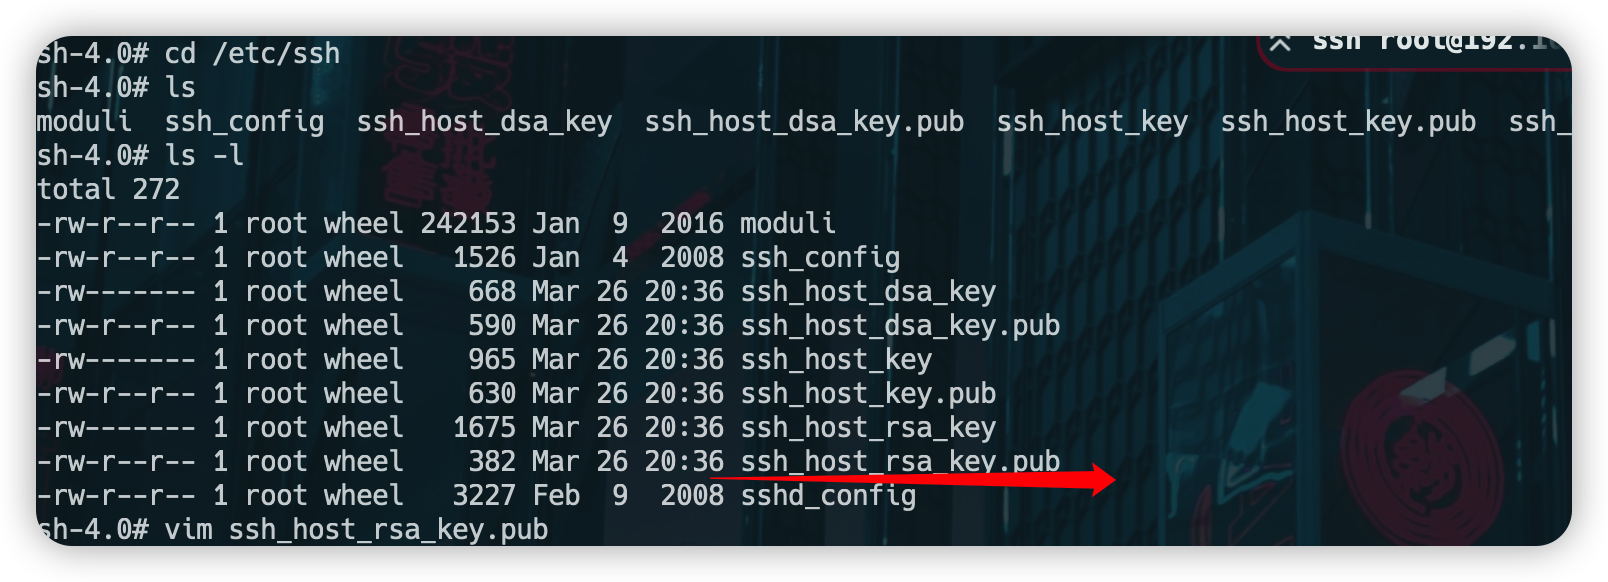 sh-4.0# cd /etc/ssh
ssh root@192.1
sh-4.0# ls
moduli  ssh_config  ssh_host_dsa_key  ssh_host_dsa_key.pub  ssh_host_key  ssh_host_key.pub  ssh_
sh-4.0# ls -l
total 272
-rw-r--r-- 1 root wheel 242153 Jan  9  2016 moduli
-rw-r--r-- 1 root wheel   1526 Jan  4  2008 ssh_config
-rw------- 1 root wheel    668 Mar 26 20:36 ssh_host_dsa_key
-rw-r--r-- 1 root wheel    590 Mar 26 20:36 ssh_host_dsa_key.pub
-rw------- 1 root wheel    965 Mar 26 20:36 ssh_host_key
-rw-r--r-- 1 root wheel    630 Mar 26 20:36 ssh_host_key.pub
-rw------- 1 root wheel   1675 Mar 26 20:36 ssh_host_rsa_key
-rw-r--r-- 1 root wheel    382 Mar 26 20:36 ssh_host_rsa_key.pub
-rw-r--r-- 1 root wheel   3227 Feb  9  2008 sshd_config
sh-4.0# vim ssh_host_rsa_key.pub